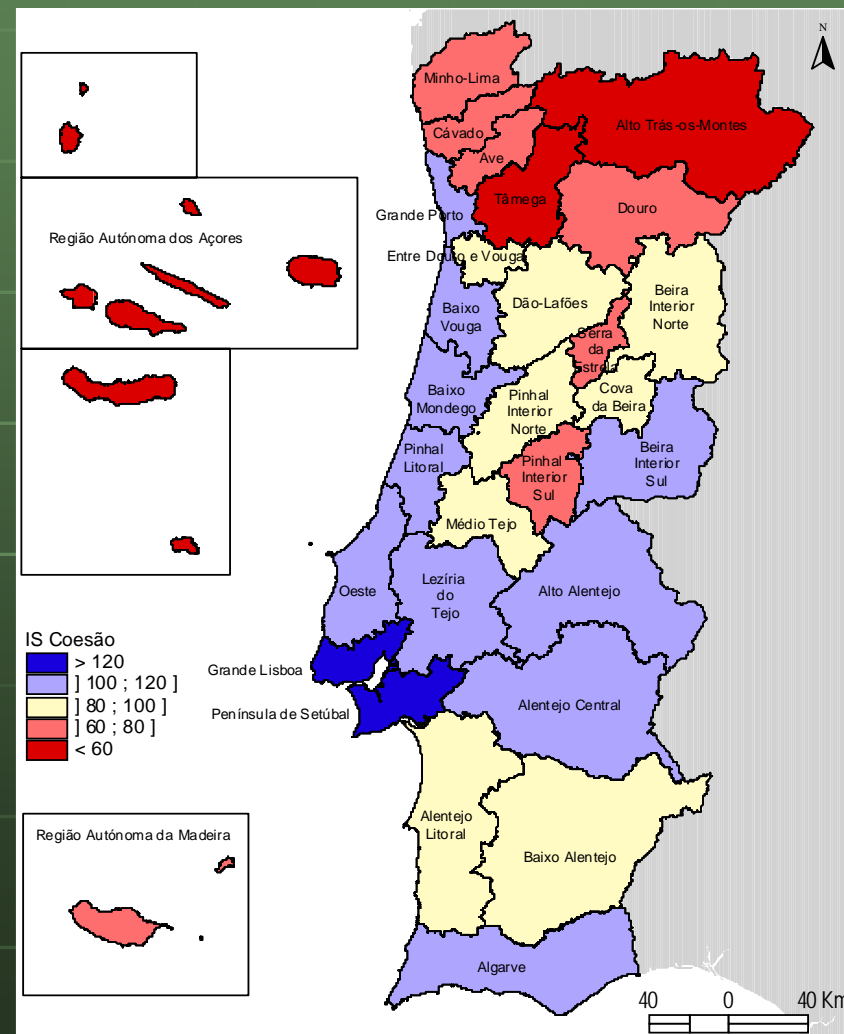 N
Minho-Lima
Cávado
Ave
Alto Trás-os-Montes
Tâmega
Douro
Grande Porto
Entre Douro e Vouga
Região Autónoma dos Açores
Baixo
Vouga
Dão-Lafões
Beira
Interior
Norte
Serra
da
Estrela
Cova
da Beira
Baixo
Mondego
Pinhal
Interior
Norte
Pinhal
Litoral
Pinhal
Interior
Sul
Beira
Interior
Sul
Médio Tejo
Oeste
Lezíria
do
Tejo
Alto Alentejo
IS Coesão
> 120
] 100 ; 120 ]
] 80 ; 100 ]
] 60 ; 80 ]
< 60
Grande Lisboa
Península de Setúbal
Alentejo Central
Alentejo
Litoral
Baixo Alentejo
Região Autónoma da Madeira
Algarve
40 0 40 Km